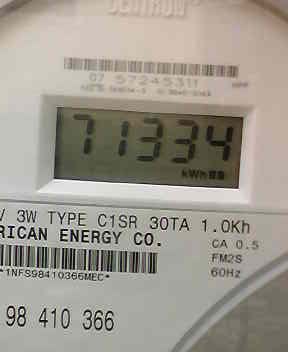 CENTRON
07 57245311
71334
kWh
V 3W TYPE C1SR 30TA 1.0Kh
RICAN ENERGY CO.
CA 0.5
FM2S
60Hz
*1NFS98410366MEC*
98 410 366